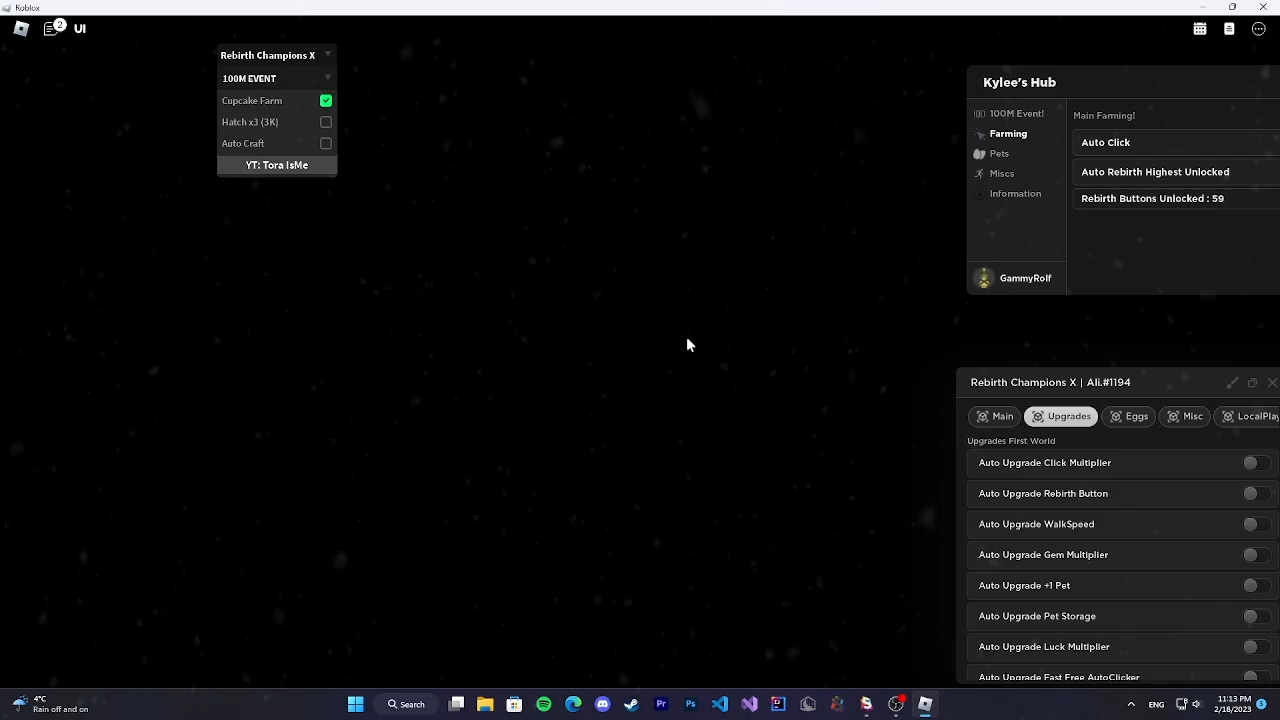 Roblox
2
UI
Rebirth Champions X
100M EVENT
Cupcake Farm
Hatch x3 (3K)
Auto Craft
YT: Tora IsMe
Kylee's Hub
100M Event!
Farming
Pets
Miscs
Information
GammyRolf
Main Farming!
Auto Click
Auto Rebirth Highest Unlocked
Rebirth Buttons Unlocked : 59
Rebirth Champions X | Ali.#1194
Main
Upgrades
Eggs
Misc
LocalPlay
Upgrades First World
Auto Upgrade Click Multiplier
Auto Upgrade Rebirth Button
Auto Upgrade WalkSpeed
Auto Upgrade Gem Multiplier
Auto Upgrade +1 Pet
Auto Upgrade Pet Storage
Auto Upgrade Luck Multiplier
Auto Upgrade Fast Free AutoClicker
4°C
Rain off and on
Search
Pr
Ps
ENG
11:13 PM
2/18/2023
3